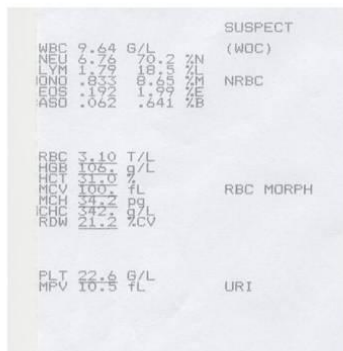 SUSPECT
WBC 9.64 G/L (WOC)
NEU 6.76 70.2 %N
LYM 1.79 18.5 %L
MONO .833 8.65 %M NRBC
EOS .192 1.99 %E
BASO .062 .641 %B
RBC 3.10 T/L
HGB 106. g/L
HCT 31.0 %
MCV 100. fL RBC MORPH
MCH 34.2 pg
MCHC 342. g/L
RDW 21.2 %CV
PLT 22.6 G/L
MPV 10.5 fL URI